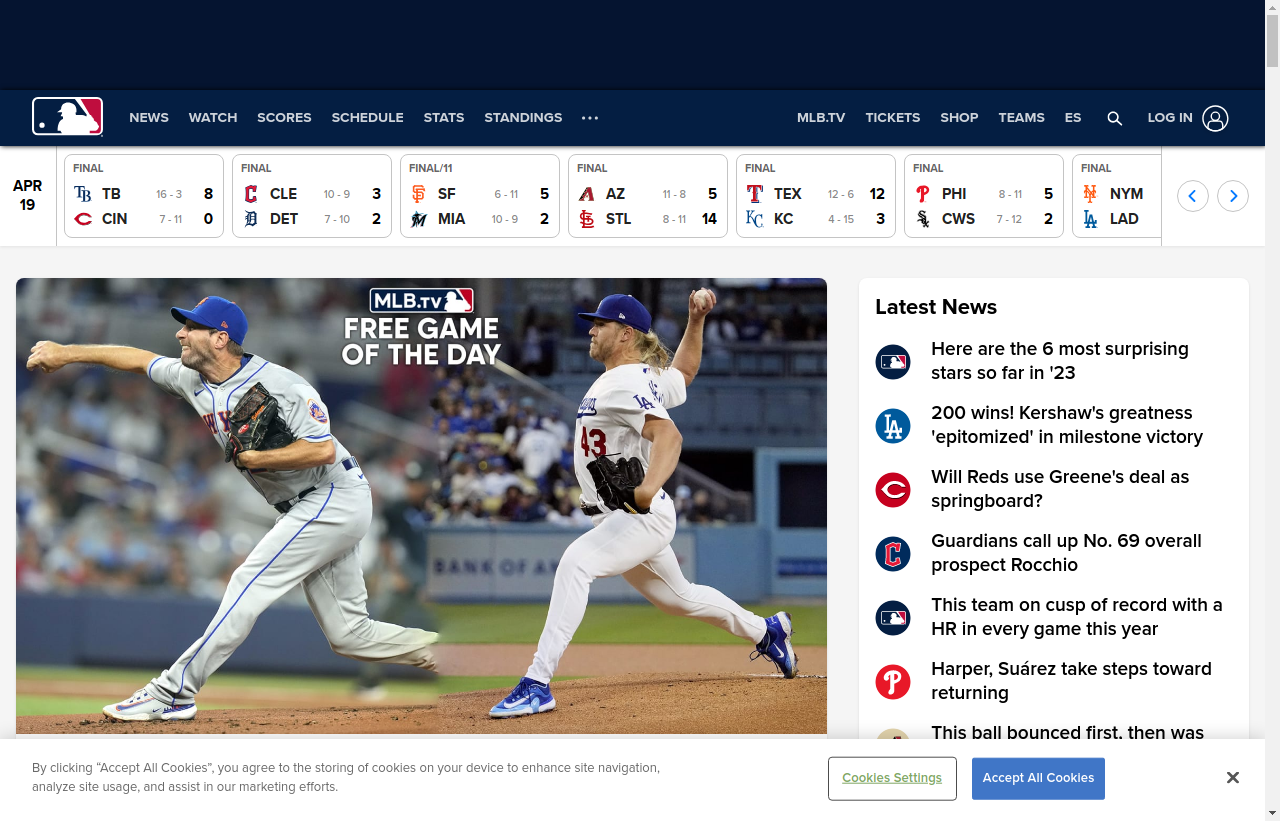 NEWS WATCH SCORES SCHEDULE STATS STANDINGS ... MLB.TV TICKETS SHOP TEAMS ES LOG IN
APR
19
FINAL
TB 16 - 3 8
CIN 7 - 11 0
FINAL
CLE 10 - 9 3
DET 7 - 10 2
FINAL/11
SF 6 - 11 5
MIA 10 - 9 2
FINAL
AZ 11 - 8 5
STL 8 - 11 14
FINAL
TEX 12 - 6 12
KC 4 - 15 3
FINAL
PHI 8 - 11 5
CWS 7 - 12 2
FINAL
NYM
LAD
MLB.TV
FREE GAME
OF THE DAY
43
BANK OF AM
Latest News
Here are the 6 most surprising
stars so far in '23
200 wins! Kershaw's greatness
'epitomized' in milestone victory
Will Reds use Greene's deal as
springboard?
Guardians call up No. 69 overall
prospect Rocchio
This team on cusp of record with a
HR in every game this year
Harper, Suárez take steps toward
returning
This ball bounced first, then was
By clicking “Accept All Cookies”, you agree to the storing of cookies on your device to enhance site navigation,
analyze site usage, and assist in our marketing efforts.
Cookies Settings
Accept All Cookies